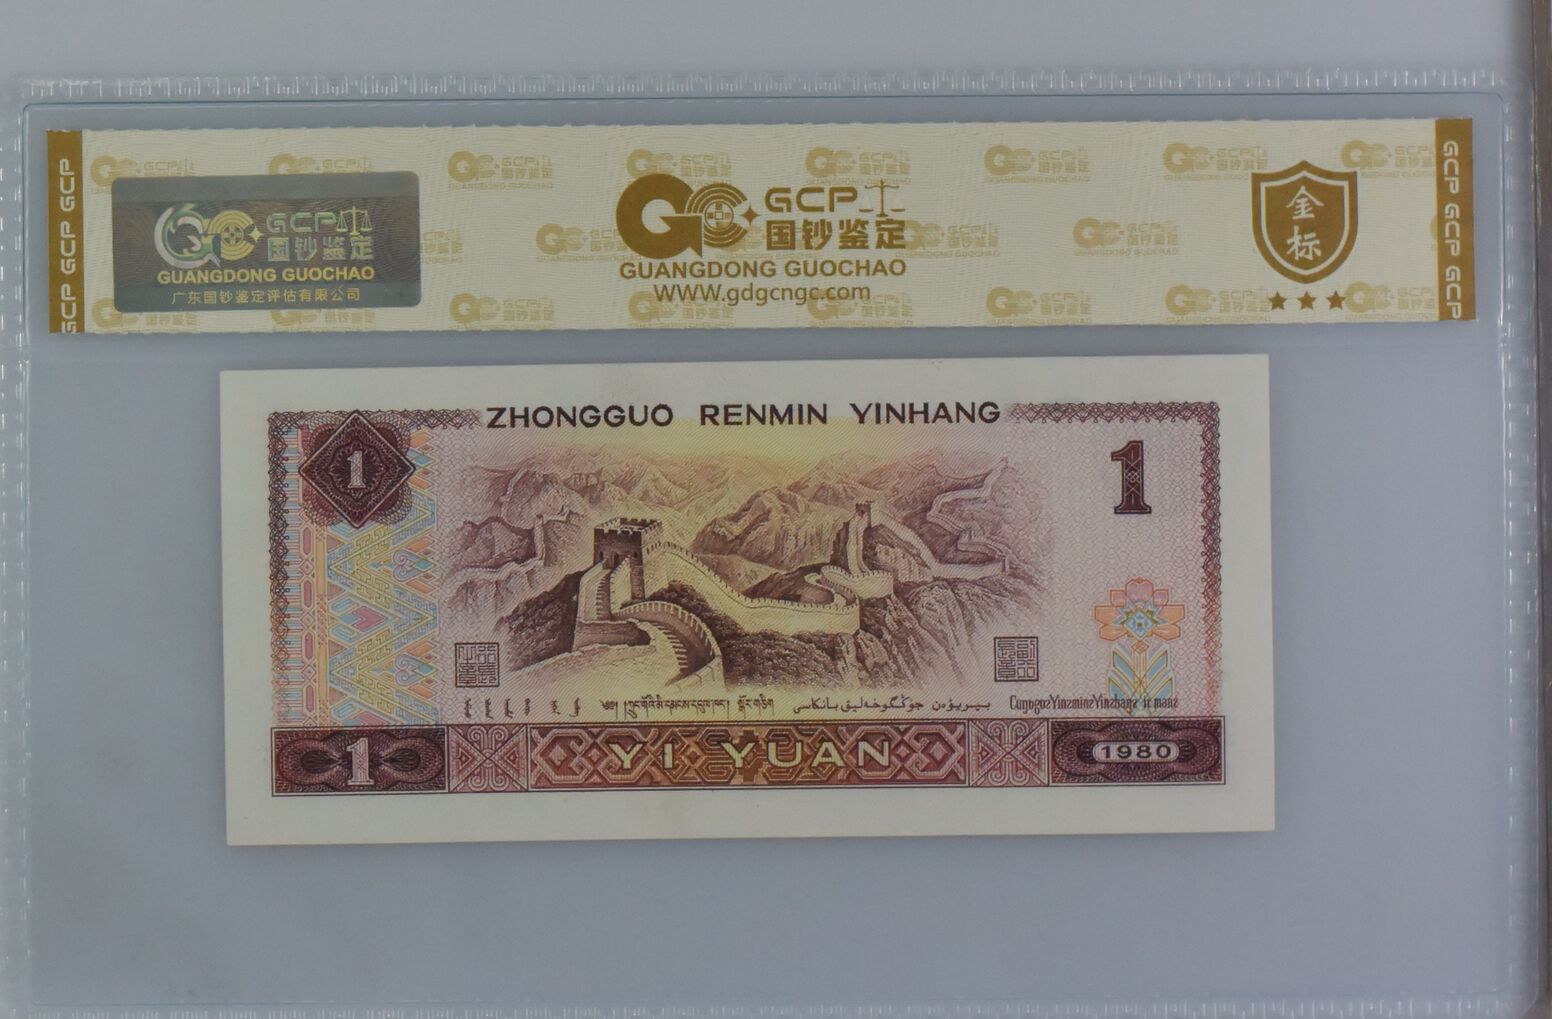 GCP GCP GCP
GCP
国钞鉴定
GUANGDONG GUOCHAO
广东国钞鉴定评估有限公司
GCP
国钞鉴定
GUANGDONG GUOCHAO
WWW.gdgcngc.com
金标
GCP GCP GCP
ZHONGGUO RENMIN YINHANG
1
1
1
YI YUAN
1980